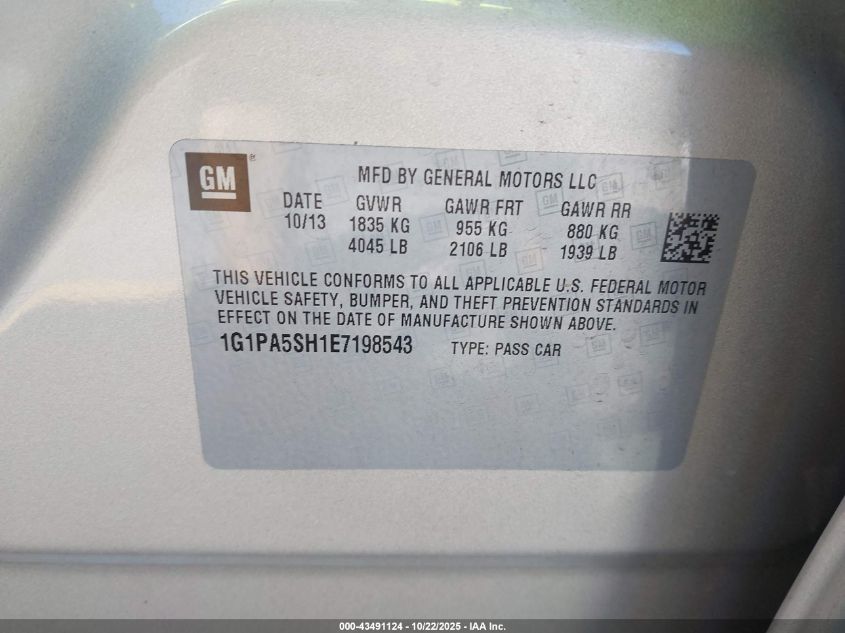 GM®
MFD BY GENERAL MOTORS LLC
DATE GVWR GAWR FRT GAWR RR
10/13 1835 KG 955 KG 880 KG
4045 LB 2106 LB 1939 LB
THIS VEHICLE CONFORMS TO ALL APPLICABLE U.S. FEDERAL MOTOR
VEHICLE SAFETY, BUMPER, AND THEFT PREVENTION STANDARDS IN
EFFECT ON THE DATE OF MANUFACTURE SHOWN ABOVE.
1G1PA5SH1E7198543 TYPE: PASS CAR
000-43491124 - 10/22/2025 - IAA Inc.